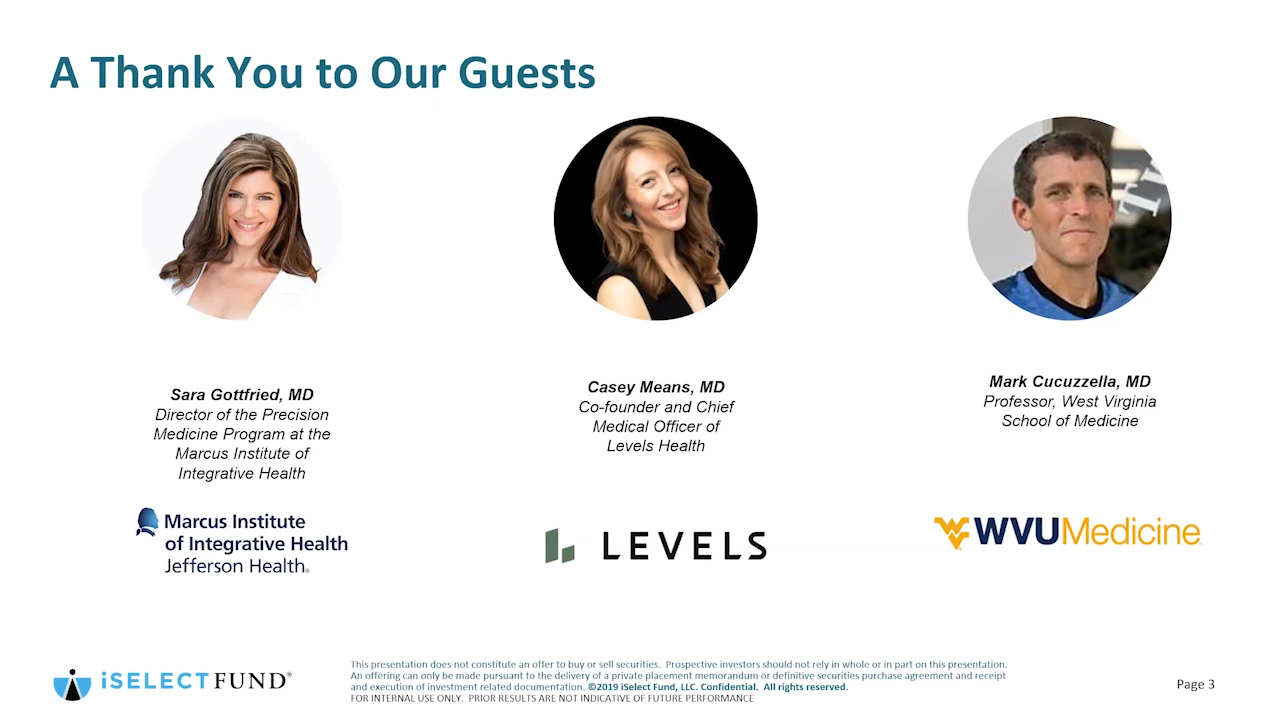 A Thank You to Our Guests
Sara Gottfried, MD
Director of the Precision
Medicine Program at the
Marcus Institute of
Integrative Health
Casey Means, MD
Co-founder and Chief
Medical Officer of
Levels Health
Mark Cucuzzella, MD
Professor, West Virginia
School of Medicine
Marcus Institute
of Integrative Health
Jefferson Health®
LEVELS
WVUMedicine
iSELECTFUND®
This presentation does not constitute an offer to buy or sell securities.  Prospective investors should not rely in whole or in part on this presentation.
An offering can only be made pursuant to the delivery of a private placement memorandum or definitive securities purchase agreement and receipt
and execution of investment related documentation. ©2019 iSelect Fund, LLC. Confidential.  All rights reserved.
FOR INTERNAL USE ONLY.  PRIOR RESULTS ARE NOT INDICATIVE OF FUTURE PERFORMANCE
Page 3